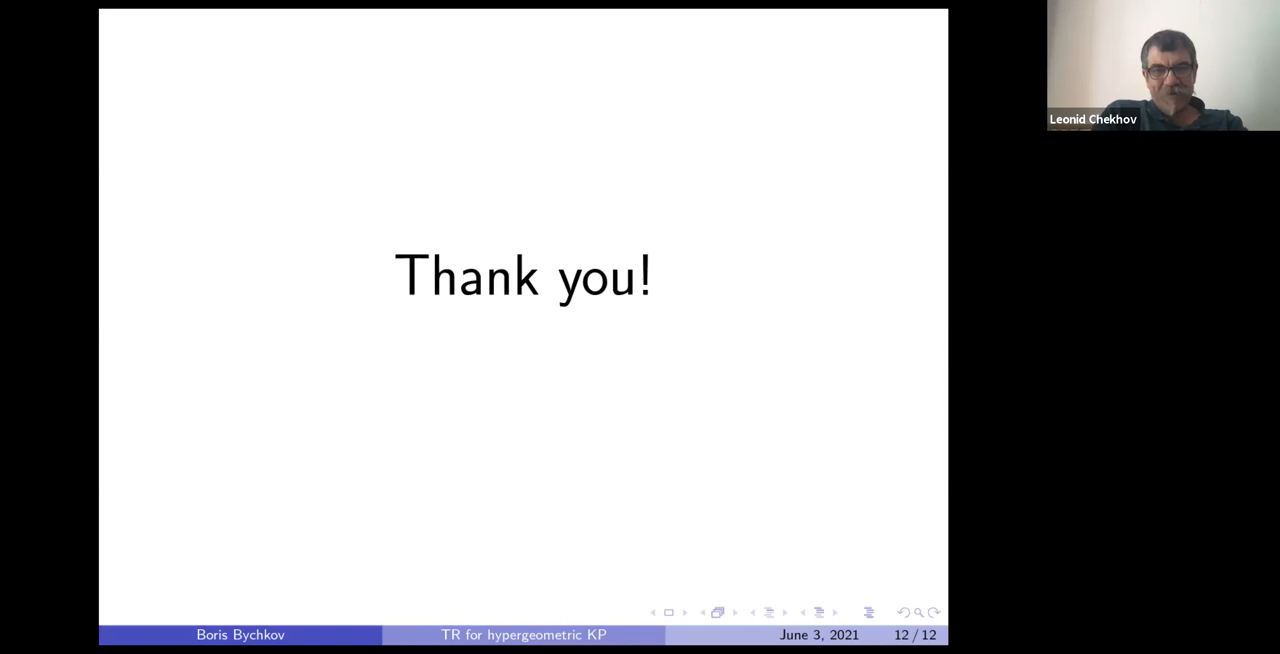 Leonid Chekhov
Thank you!
Boris Bychkov
TR for hypergeometric KP
June 3, 2021
12 / 12